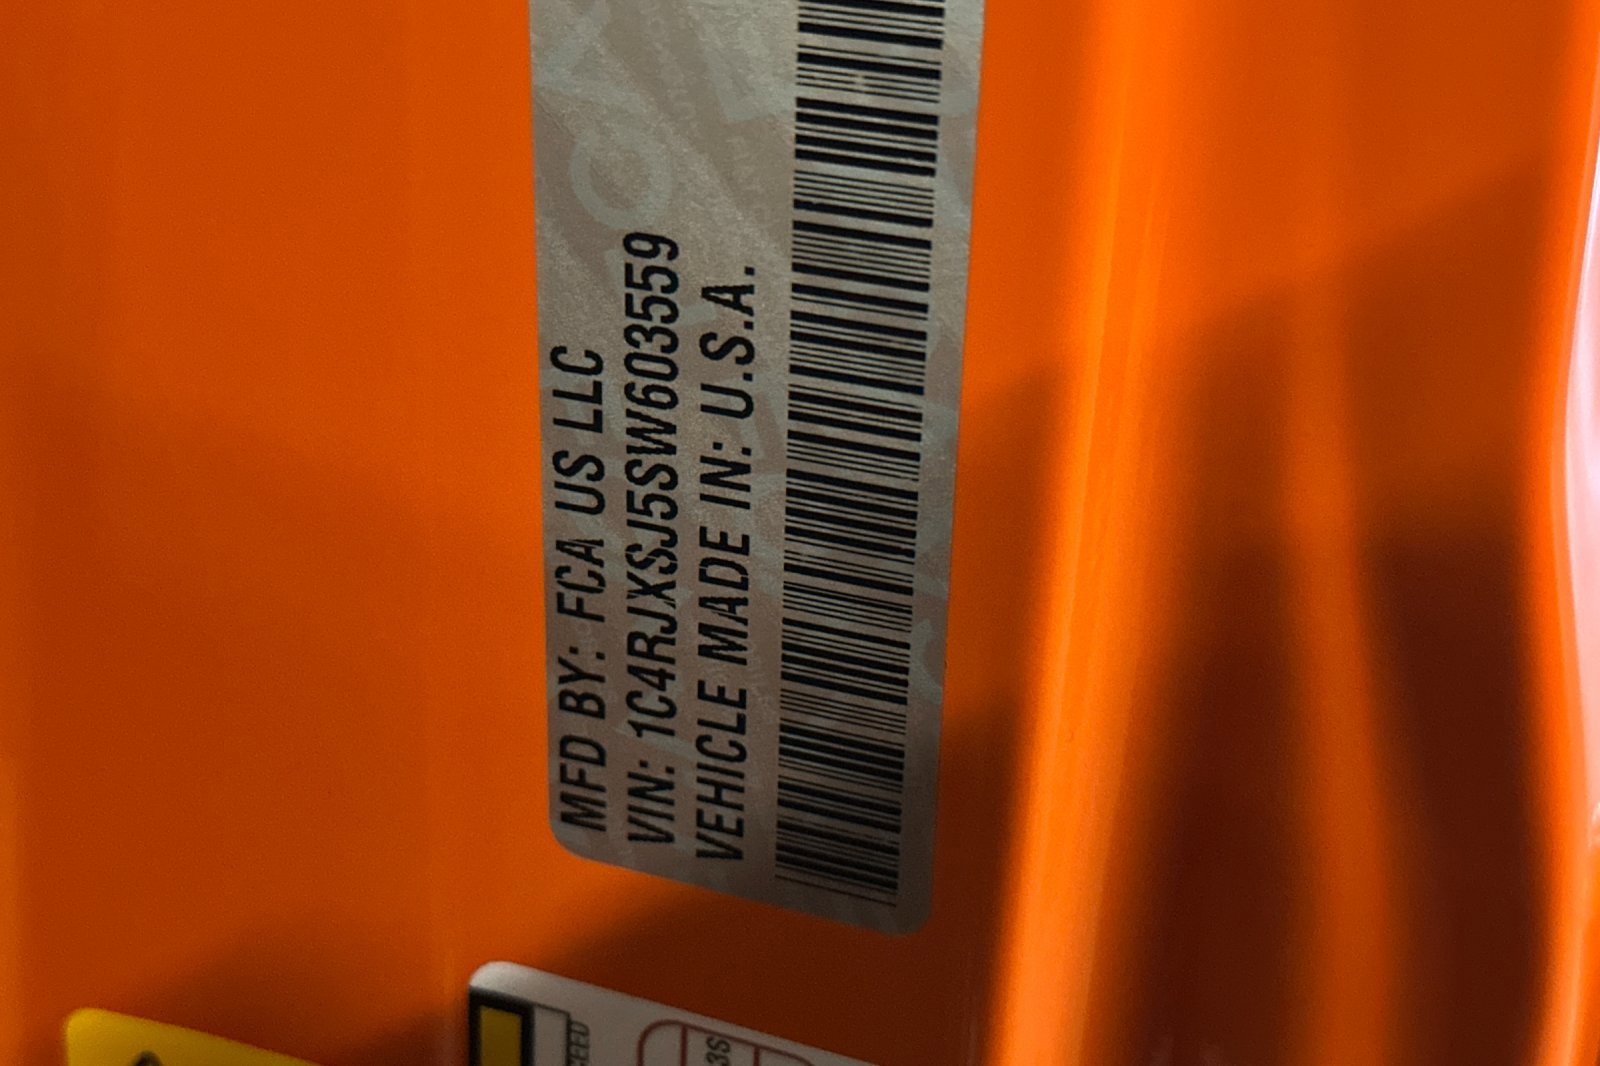 MFD BY: FCA US LLC
VIN: 1C4RJXSJ5SW603559
VEHICLE MADE IN: U.S.A.